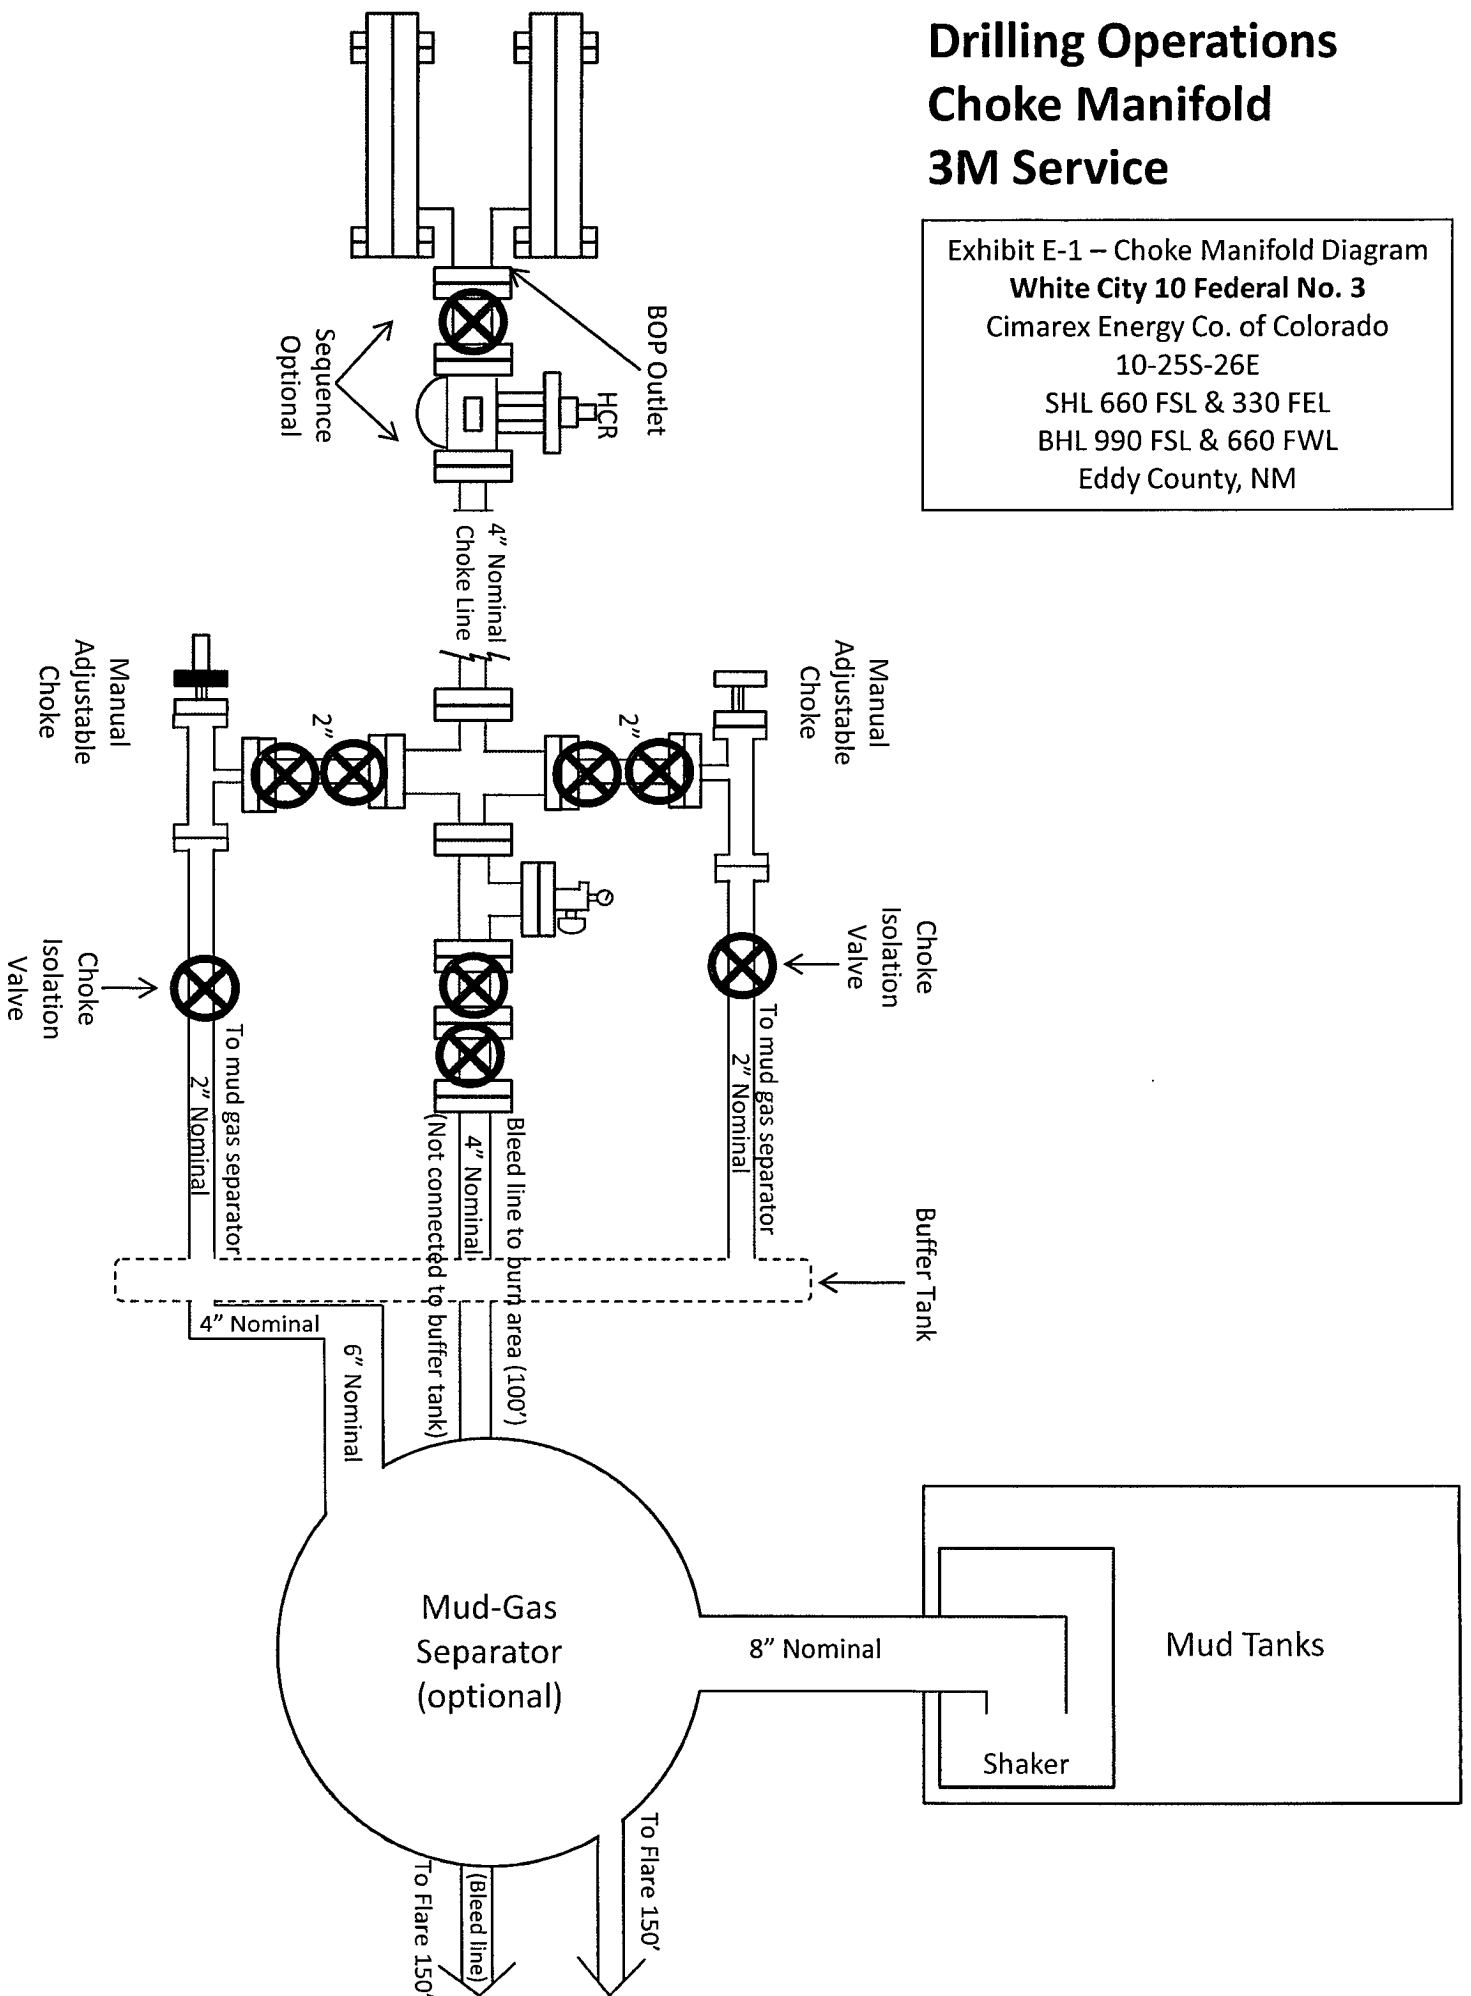 Drilling Operations
Choke Manifold
3M Service
Exhibit E-1 – Choke Manifold Diagram
White City 10 Federal No. 3
Cimarex Energy Co. of Colorado
10-25S-26E
SHL 660 FSL & 330 FEL
BHL 990 FSL & 660 FWL
Eddy County, NM
BOP Outlet
HCR
Sequence
Optional
4” Nominal
Choke Line
Manual
Adjustable
Choke
Manual
Adjustable
Choke
2”
2”
Choke
Isolation
Valve
Choke
Isolation
Valve
To mud gas separator
2” Nominal
To mud gas separator
2” Nominal
Bleed line to burn area (100’)
4” Nominal
(Not connected to buffer tank)
Buffer Tank
4” Nominal
6” Nominal
Mud-Gas
Separator
(optional)
8” Nominal
Mud Tanks
Shaker
To Flare 150’
(Bleed line)
To Flare 150’